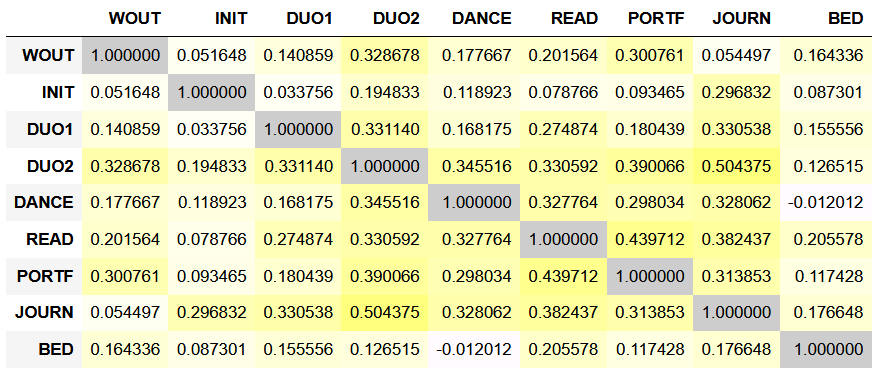 WOUT INIT DUO1 DUO2 DANCE READ PORTF JOURN BED
WOUT 1.000000 0.051648 0.140859 0.328678 0.177667 0.201564 0.300761 0.054497 0.164336
INIT 0.051648 1.000000 0.033756 0.194833 0.118923 0.078766 0.093465 0.296832 0.087301
DUO1 0.140859 0.033756 1.000000 0.331140 0.168175 0.274874 0.180439 0.330538 0.155556
DUO2 0.328678 0.194833 0.331140 1.000000 0.345516 0.330592 0.390066 0.504375 0.126515
DANCE 0.177667 0.118923 0.168175 0.345516 1.000000 0.327764 0.298034 0.328062 -0.012012
READ 0.201564 0.078766 0.274874 0.330592 0.327764 1.000000 0.439712 0.382437 0.205578
PORTF 0.300761 0.093465 0.180439 0.390066 0.298034 0.439712 1.000000 0.313853 0.117428
JOURN 0.054497 0.296832 0.330538 0.504375 0.328062 0.382437 0.313853 1.000000 0.176648
BED 0.164336 0.087301 0.155556 0.126515 -0.012012 0.205578 0.117428 0.176648 1.000000